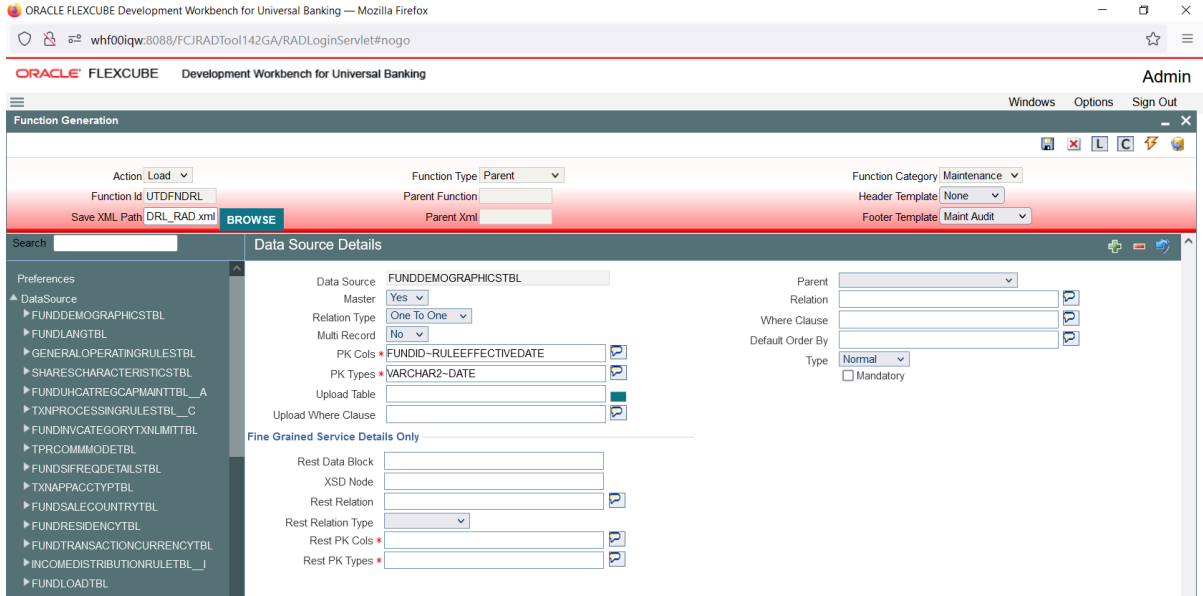 ORACLE FLEXCUBE Development Workbench for Universal Banking — Mozilla Firefox
whf00iqw:8088/FCJRADTool142GA/RADLoginServlet#nogo
ORACLE FLEXCUBE Development Workbench for Universal Banking Admin
Windows Options Sign Out
Function Generation
L C
Action Load Function Type Parent Function Category Maintenance
Function Id UTDFNDRL Parent Function Header Template None
Save XML Path DRL_RAD.xml BROWSE Parent Xml Footer Template Maint Audit
Search
Preferences
DataSource
FUNDDEMOGRAPHICSTBL
FUNDLANGTBL
GENERALOPERATINGRULESTBL
SHARESCHARACTERISTICSTBL
FUNDUHCATREGCAPMAINTTBL__A
TXNPROCESSINGRULESTBL__C
FUNDINVCATEGORYTXNLIMITTBL
TPRCOMMMODETBL
FUNDSIFREQDETAILSTBL
TXNAPPACCTYPTBL
FUNDSALECOUNTRYTBL
FUNDRESIDENCYTBL
FUNDTRANSACTIONCURRENCYTBL
INCOMEDISTRIBUTIONRULETBL__I
FUNDLOADTBL
Data Source Details
Data Source FUNDDEMOGRAPHICSTBL
Master Yes
Relation Type One To One
Multi Record No
PK Cols * FUNDID~RULEEFFECTIVEDATE
PK Types * VARCHAR2~DATE
Upload Table
Upload Where Clause
Parent
Relation
Where Clause
Default Order By
Type Normal
Mandatory
Fine Grained Service Details Only
Rest Data Block
XSD Node
Rest Relation
Rest Relation Type
Rest PK Cols *
Rest PK Types *